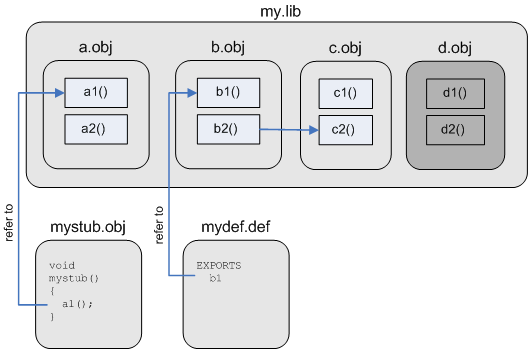 my.lib
a.obj
b.obj
c.obj
d.obj
a1()
b1()
c1()
d1()
a2()
b2()
c2()
d2()
refer to
refer to
mystub.obj
mydef.def
void
mystub()
{
a1();
}
EXPORTS
b1